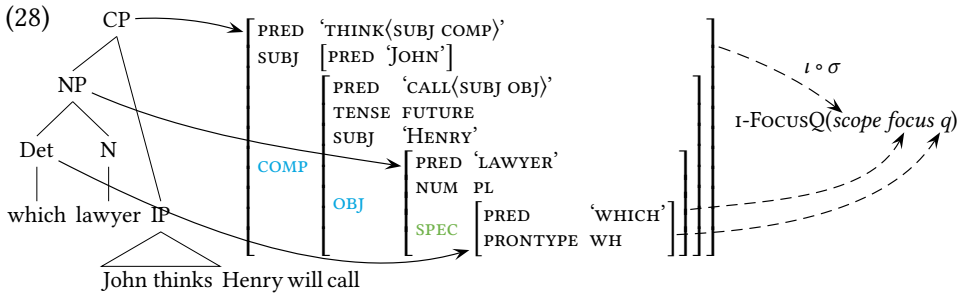 (28)
CP
NP
Det N
which lawyer IP
John thinks Henry will call
PRED ‘THINK⟨SUBJ COMP⟩’
SUBJ [PRED ‘JOHN’]
COMP
PRED ‘CALL⟨SUBJ OBJ⟩’
TENSE FUTURE
SUBJ ‘HENRY’
OBJ
PRED ‘LAWYER’
NUM PL
SPEC
PRED ‘WHICH’
PRONTYPE WH
ι ∘ σ
I-FOCUSQ(scope focus q)